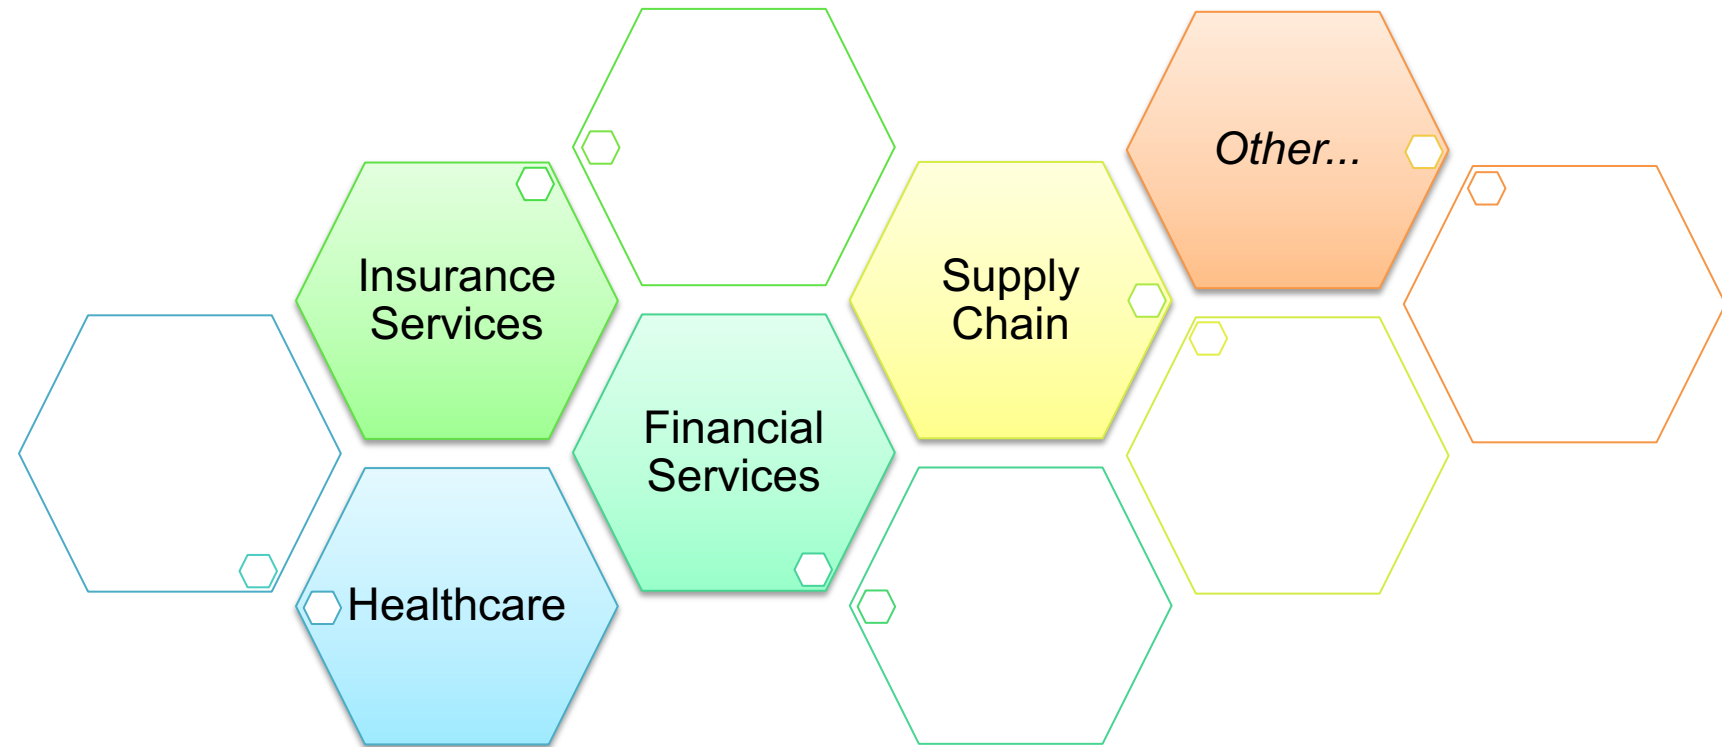 Other...
Insurance
Services
Supply
Chain
Financial
Services
Healthcare